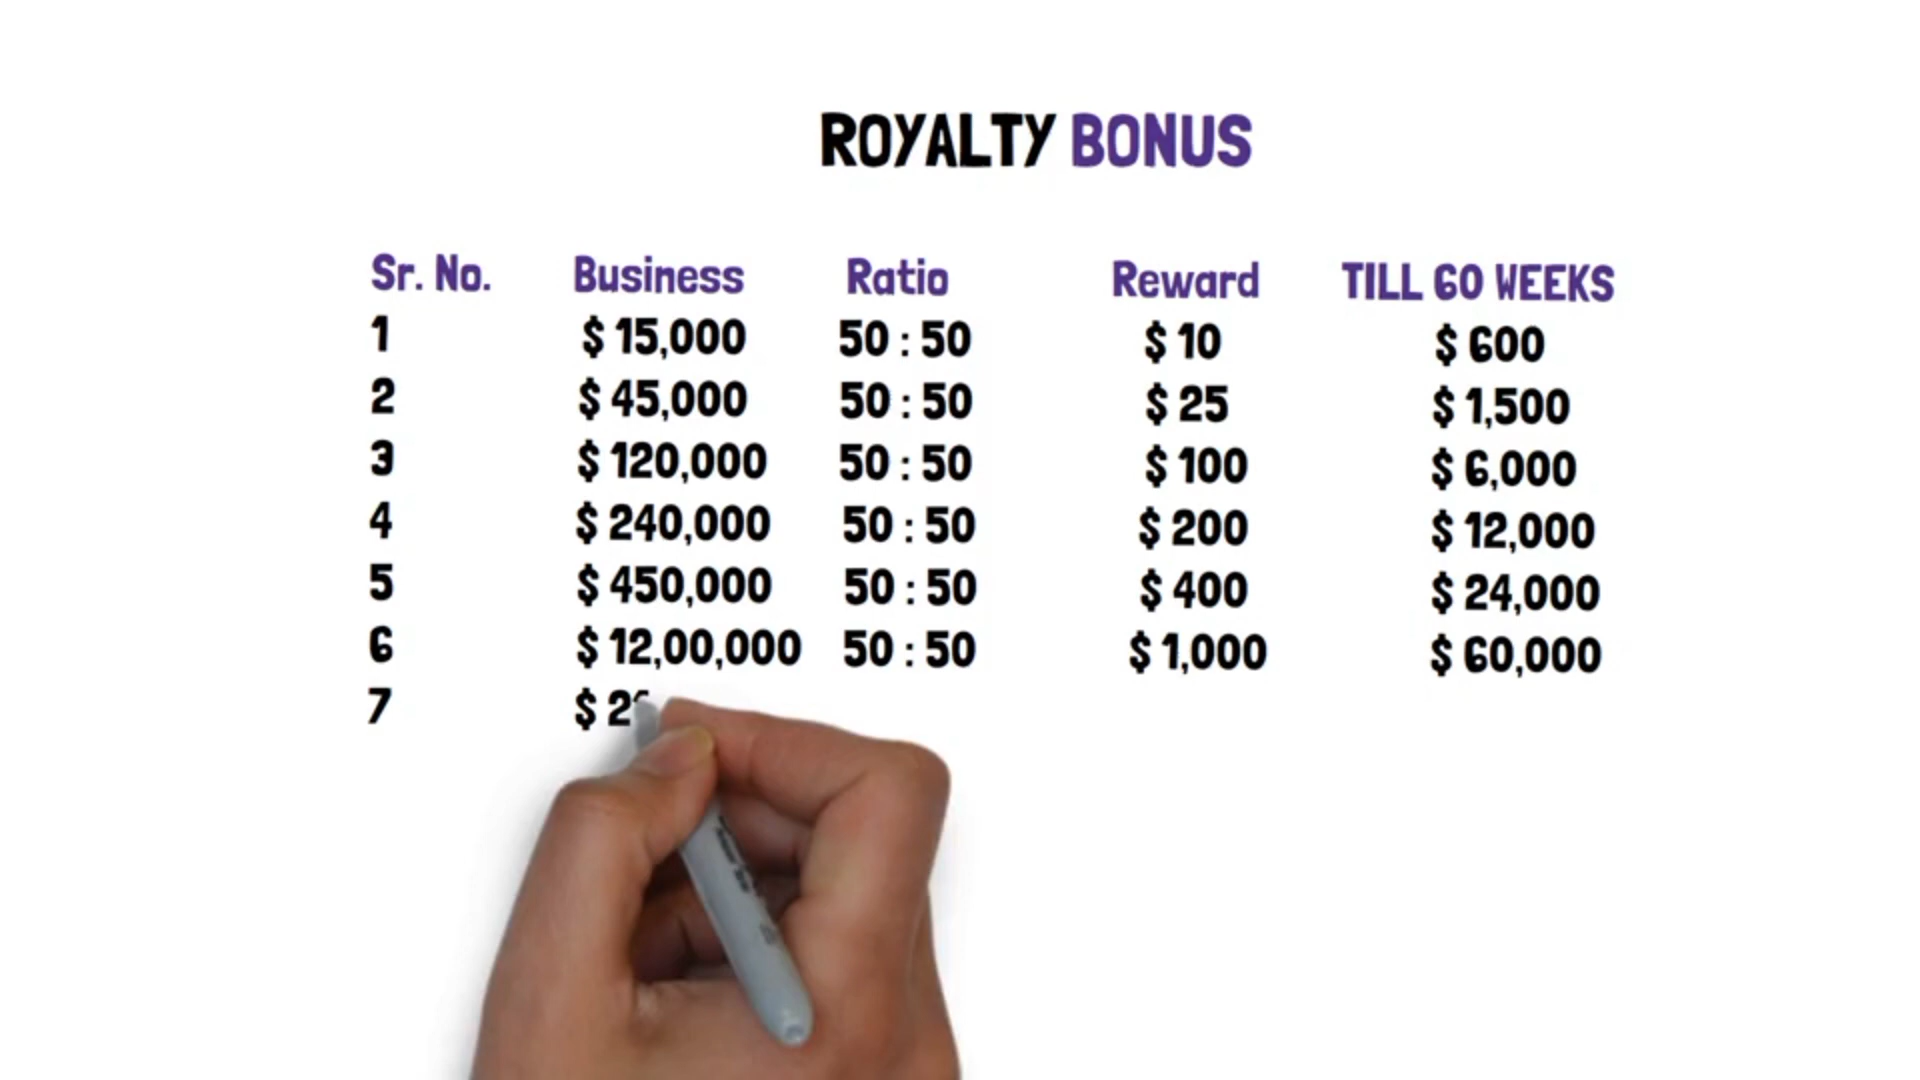 ROYALTY BONUS
Sr. No. Business Ratio Reward TILL 60 WEEKS
1 $ 15,000 50 : 50 $ 10 $ 600
2 $ 45,000 50 : 50 $ 25 $ 1,500
3 $ 120,000 50 : 50 $ 100 $ 6,000
4 $ 240,000 50 : 50 $ 200 $ 12,000
5 $ 450,000 50 : 50 $ 400 $ 24,000
6 $ 12,00,000 50 : 50 $ 1,000 $ 60,000
7 $ 2